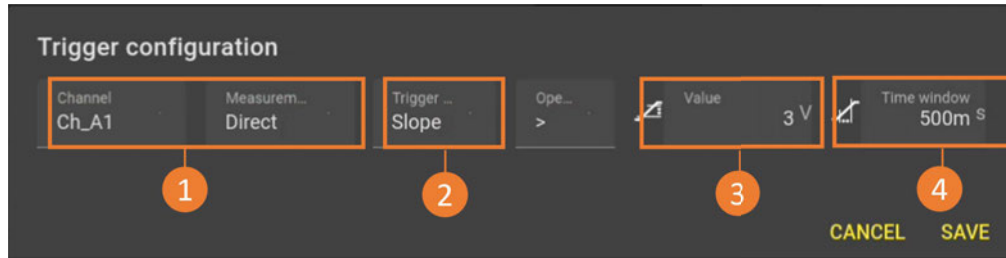 Trigger configuration
Channel Measurem... Trigger ... Ope... Value Time window
Ch_A1 Direct Slope > 3 V 500m S
1 2 3 4
CANCEL SAVE